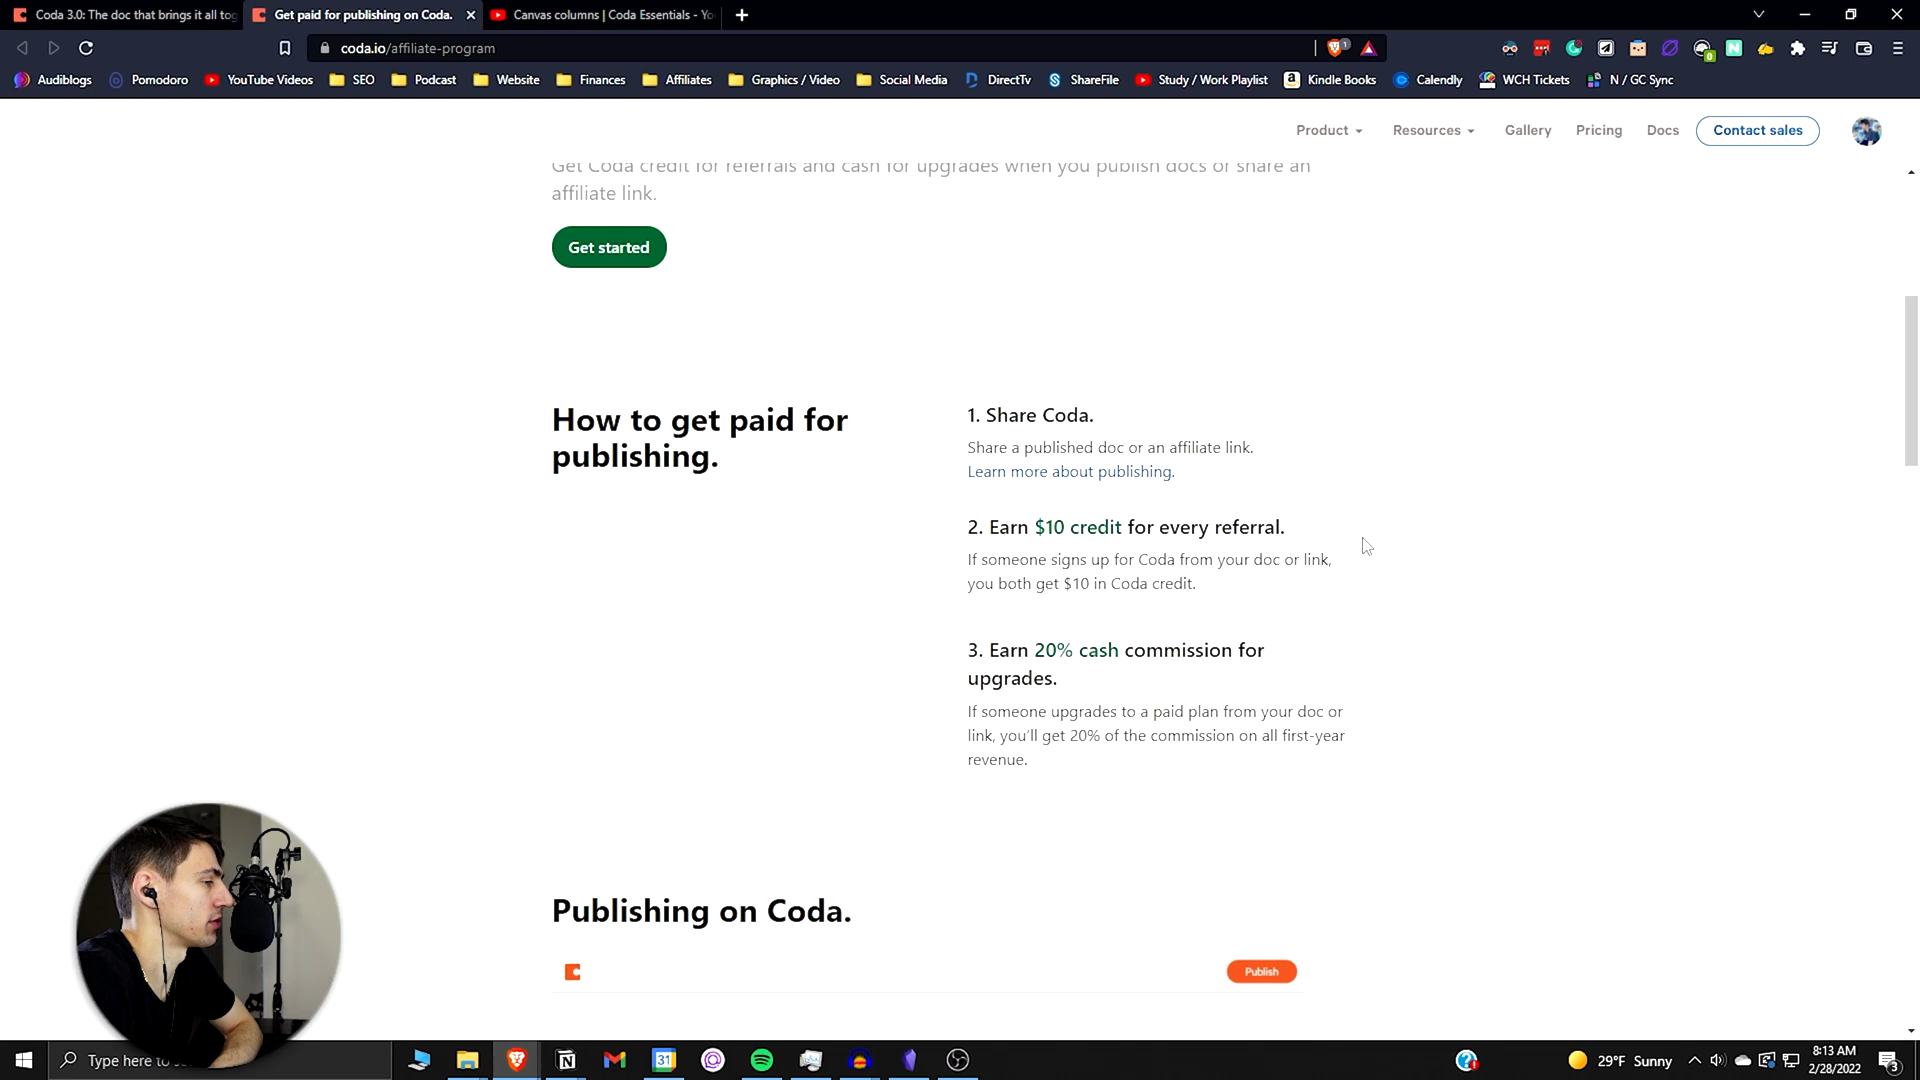 Coda 3.0: The doc that brings it all tog
Get paid for publishing on Coda.
Canvas columns | Coda Essentials - Yo
coda.io/affiliate-program
1
0
Audiblogs
Pomodoro
YouTube Videos
SEO
Podcast
Website
Finances
Affiliates
Graphics / Video
Social Media
DirectTv
ShareFile
Study / Work Playlist
Kindle Books
Calendly
WCH Tickets
N / GC Sync
Product
Resources
Gallery
Pricing
Docs
Contact sales
Get Coda credit for referrals and cash for upgrades when you publish docs or share an
affiliate link.
Get started
How to get paid for
publishing.
1. Share Coda.
Share a published doc or an affiliate link.
Learn more about publishing.
2. Earn $10 credit for every referral.
If someone signs up for Coda from your doc or link,
you both get $10 in Coda credit.
3. Earn 20% cash commission for
upgrades.
If someone upgrades to a paid plan from your doc or
link, you'll get 20% of the commission on all first-year
revenue.
Publishing on Coda.
Publish
Type here to
31
29°F Sunny
8:13 AM
2/28/2022
3